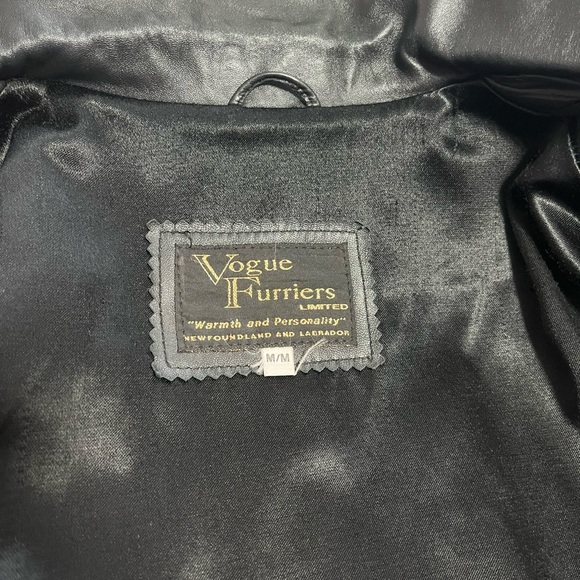 Vogue
Furriers
LIMITED
"Warmth and Personality"
NEWFOUNDLAND AND LABRADOR
M/M